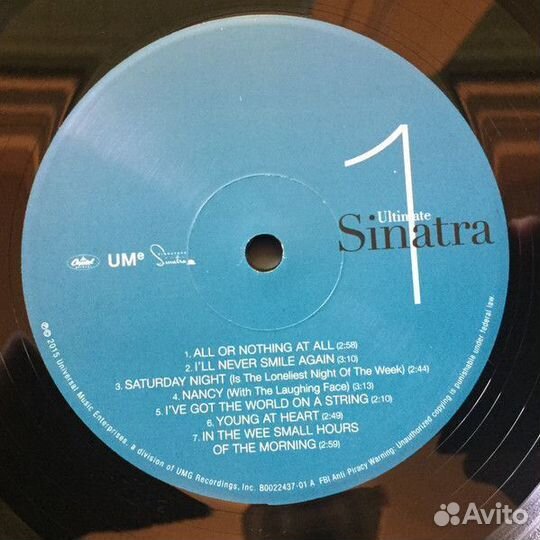 1
Ultimate
Sinatra
Capitol
UMe
SIGNATURE
Sinatra
1. ALL OR NOTHING AT ALL (2:58)
2. I'LL NEVER SMILE AGAIN (3:10)
3. SATURDAY NIGHT (Is The Loneliest Night Of The Week) (2:44)
4. NANCY (With The Laughing Face) (3:13)
5. I'VE GOT THE WORLD ON A STRING (2:10)
6. YOUNG AT HEART (2:49)
7. IN THE WEE SMALL HOURS
OF THE MORNING (2:59)
℗© 2015 Universal Music Enterprises, a division of UMG Recordings, Inc. B0022437-01 A FBI Anti Piracy Warning: Unauthorized copying is punishable under federal law.
Avito